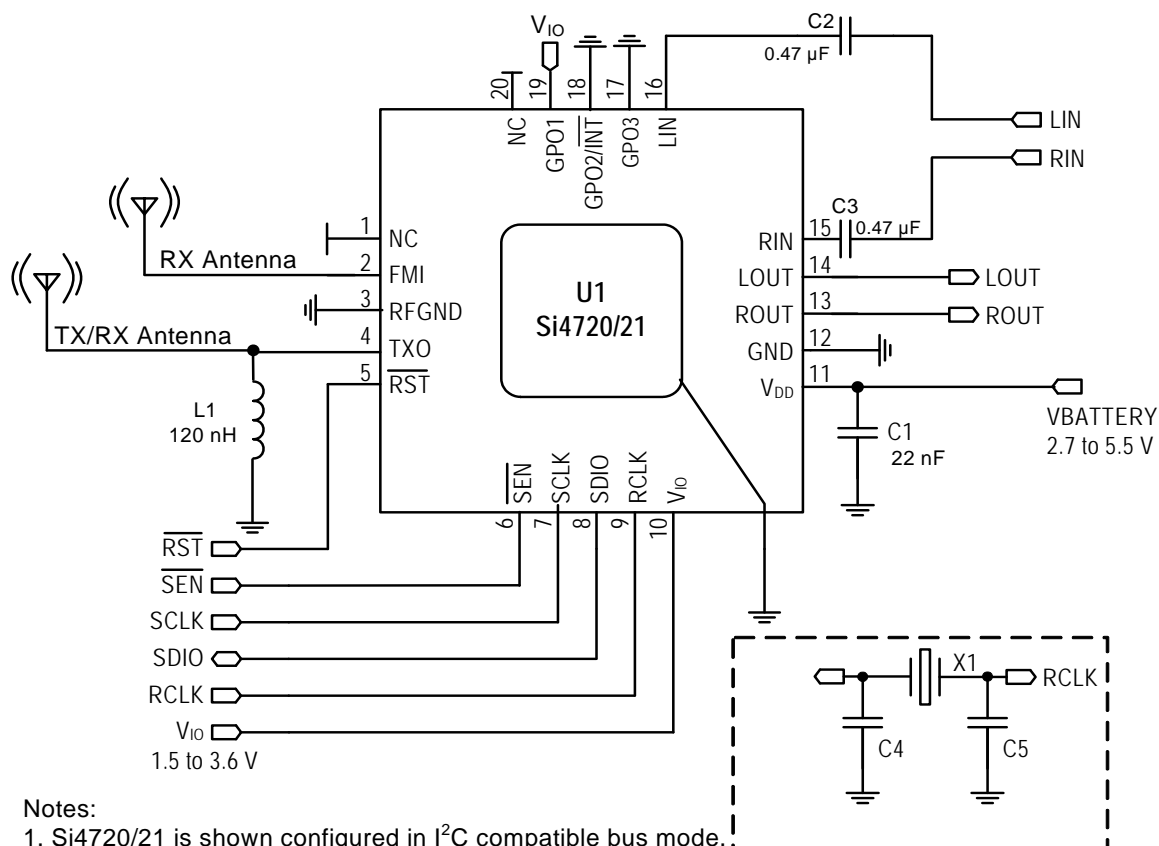 V_IO
C2
0.47 µF
20
19
18
17
16
NC
GPO1
GPO2/INT
GPO3
LIN
LIN
RIN
C3
0.47 µF
1
NC
RIN
15
RX Antenna
2
FMI
LOUT
14
LOUT
3
RFGND
U1
Si4720/21
ROUT
13
ROUT
TX/RX Antenna
4
TXO
GND
12
5
RST
V_DD
11
VBATTERY
2.7 to 5.5 V
L1
120 nH
C1
22 nF
SEN
SCLK
SDIO
RCLK
V_IO
6
7
8
9
10
RST
SEN
SCLK
SDIO
RCLK
V_IO
1.5 to 3.6 V
X1
RCLK
C4
C5
Notes:
1. Si4720/21 is shown configured in I²C compatible bus mode.